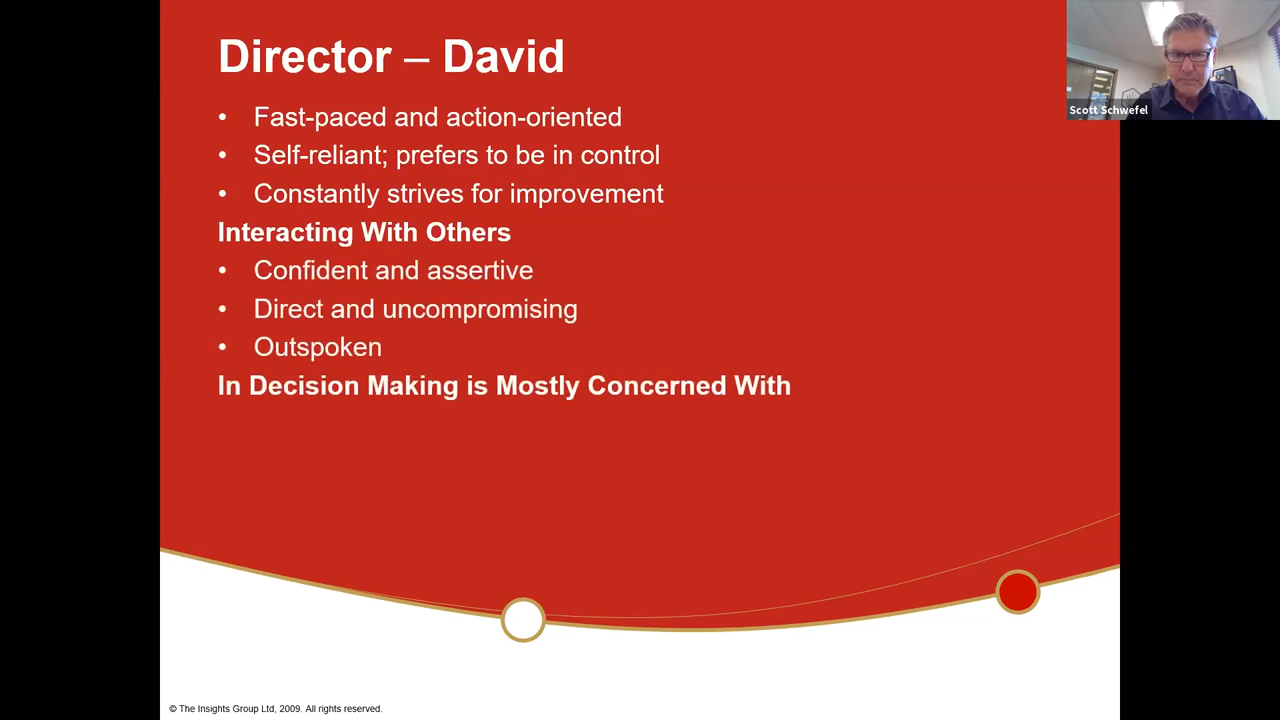 Director – David
• Fast-paced and action-oriented
• Self-reliant; prefers to be in control
• Constantly strives for improvement
Interacting With Others
• Confident and assertive
• Direct and uncompromising
• Outspoken
In Decision Making is Mostly Concerned With
Scott Schwefel
© The Insights Group Ltd, 2009. All rights reserved.